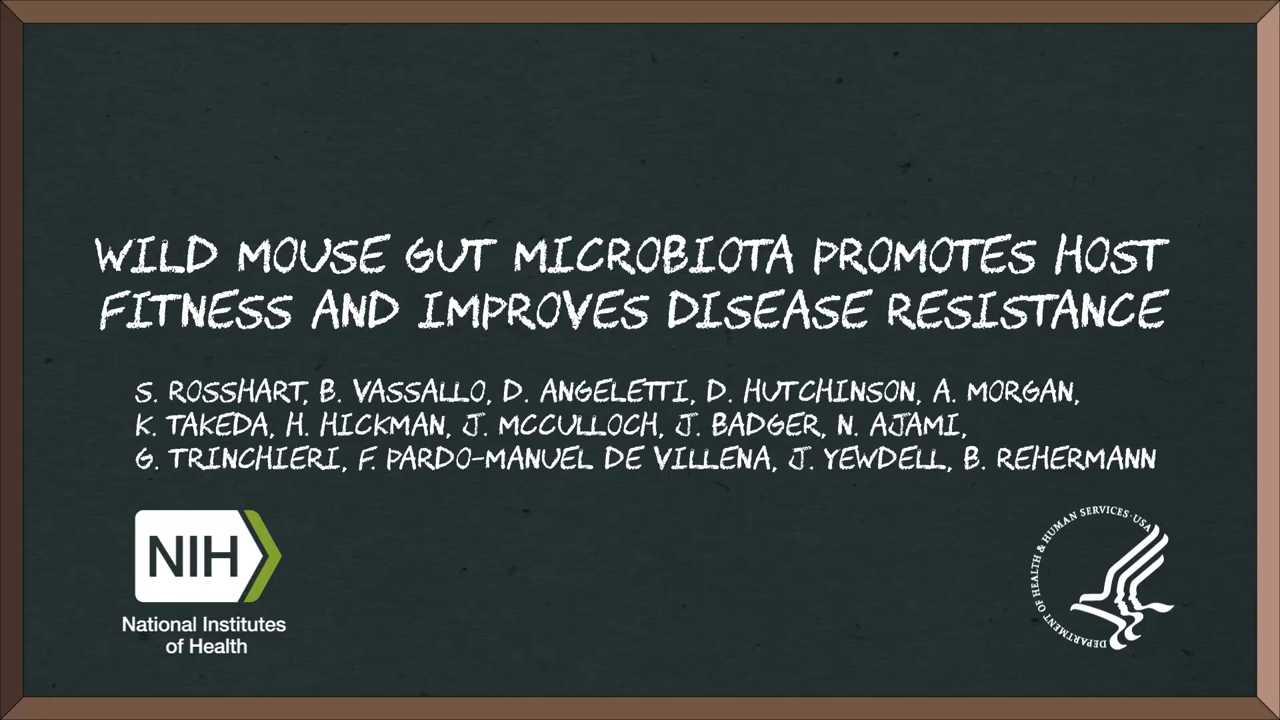 WILD MOUSE GUT MICROBIOTA PROMOTES HOST
FITNESS AND IMPROVES DISEASE RESISTANCE
S. ROSSHART, B. VASSALLO, D. ANGELETTI, D. HUTCHINSON, A. MORGAN,
K. TAKEDA, H. HICKMAN, J. MCCULLOCH, J. BADGER, N. AJAMI,
G. TRINCHIERI, F. PARDO-MANUEL DE VILLENA, J. YEWDELL, B. REHERMANN
NIH
National Institutes
of Health
DEPARTMENT OF HEALTH & HUMAN SERVICES·USA